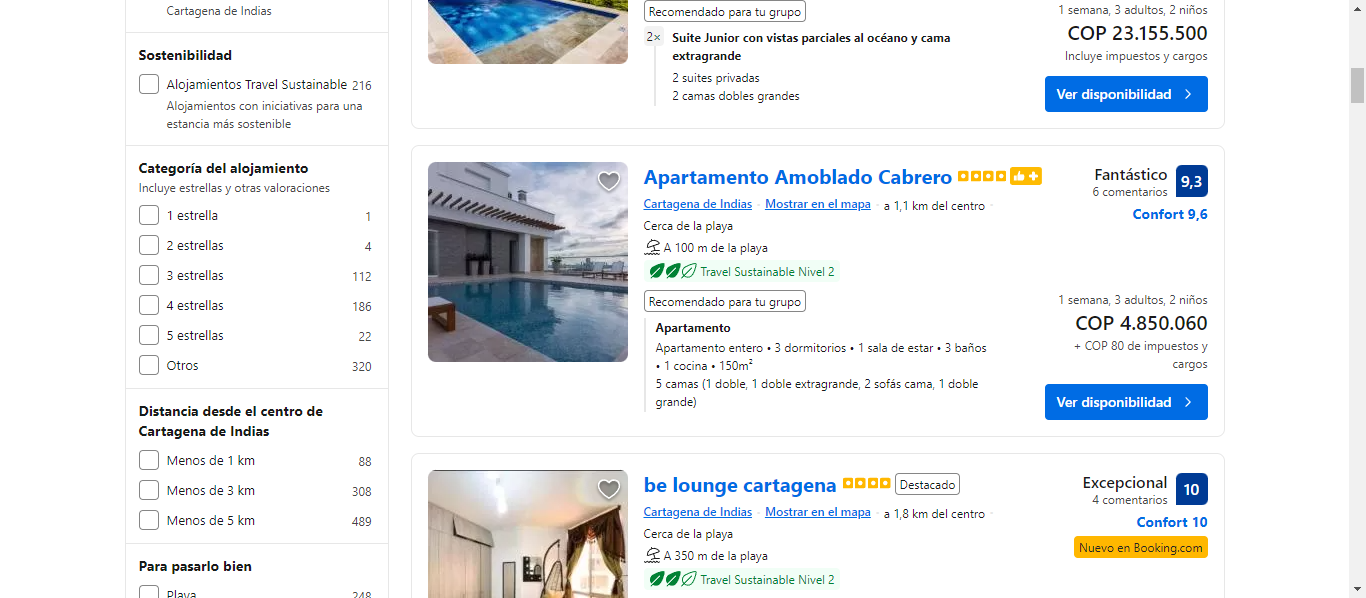 Cartagena de Indias
Sostenibilidad
Alojamientos Travel Sustainable 216
Alojamientos con iniciativas para una
estancia más sostenible
Categoría del alojamiento
Incluye estrellas y otras valoraciones
1 estrella 1
2 estrellas 4
3 estrellas 112
4 estrellas 186
5 estrellas 22
Otros 320
Distancia desde el centro de
Cartagena de Indias
Menos de 1 km 88
Menos de 3 km 308
Menos de 5 km 489
Para pasarlo bien
Playa 248
Recomendado para tu grupo
2× Suite Junior con vistas parciales al océano y cama
extragrande
2 suites privadas
2 camas dobles grandes
1 semana, 3 adultos, 2 niños
COP 23.155.500
Incluye impuestos y cargos
Ver disponibilidad
Apartamento Amoblado Cabrero
Cartagena de Indias · Mostrar en el mapa · a 1,1 km del centro
Cerca de la playa
A 100 m de la playa
Travel Sustainable Nivel 2
Recomendado para tu grupo
Apartamento
Apartamento entero • 3 dormitorios • 1 sala de estar • 3 baños
• 1 cocina • 150m²
5 camas (1 doble, 1 doble extragrande, 2 sofás cama, 1 doble
grande)
Fantástico 9,3
6 comentarios
Confort 9,6
1 semana, 3 adultos, 2 niños
COP 4.850.060
+ COP 80 de impuestos y
cargos
Ver disponibilidad
be lounge cartagena Destacado
Cartagena de Indias · Mostrar en el mapa · a 1,8 km del centro
Cerca de la playa
A 350 m de la playa
Travel Sustainable Nivel 2
Excepcional 10
4 comentarios
Confort 10
Nuevo en Booking.com